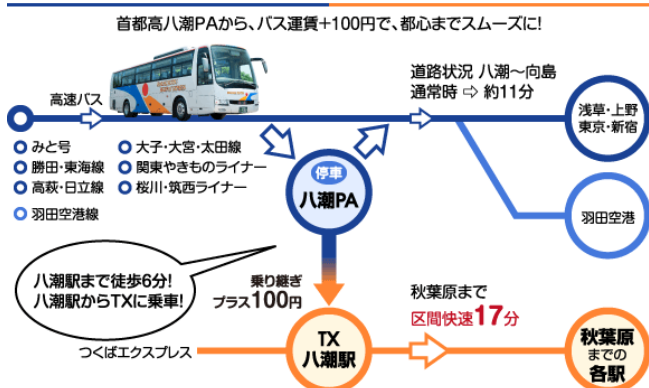 首都高八潮PAから、バス運賃+100円で、都心までスムーズに!
高速バス
道路状況 八潮〜向島
通常時 ⇨ 約11分
浅草・上野
東京・新宿
みと号
勝田・東海線
高萩・日立線
羽田空港線
大子・大宮・太田線
関東やきものライナー
桜川・筑西ライナー
停車
八潮PA
羽田空港
八潮駅まで徒歩6分!
八潮駅からTXに乗車!
乗り継ぎ
プラス100円
秋葉原まで
区間快速17分
つくばエクスプレス
TX
八潮駅
秋葉原
までの
各駅